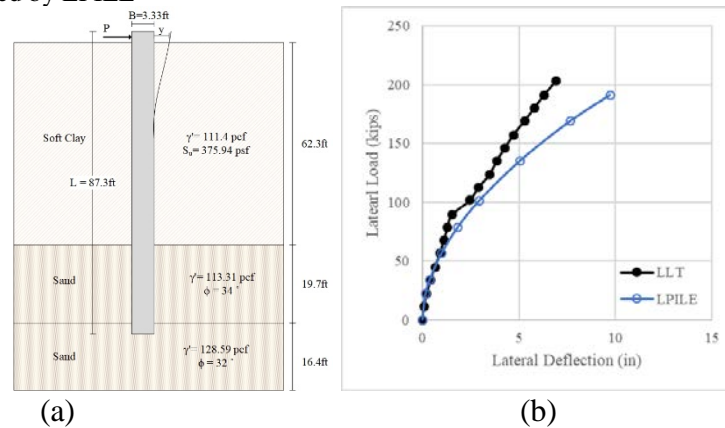 B=3.33ft
P
y
Soft Clay
γ'= 111.4 pcf
Su= 375.94 psf
62.3ft
L = 87.3ft
Sand
γ'= 113.31 pcf
ϕ = 34 °
19.7ft
Sand
γ'= 128.59 pcf
ϕ = 32 °
16.4ft
(a)
250
200
150
100
50
0
Latearl Load (kips)
LLT
LPILE
0 5 10 15
Lateral Deflection (in)
(b)